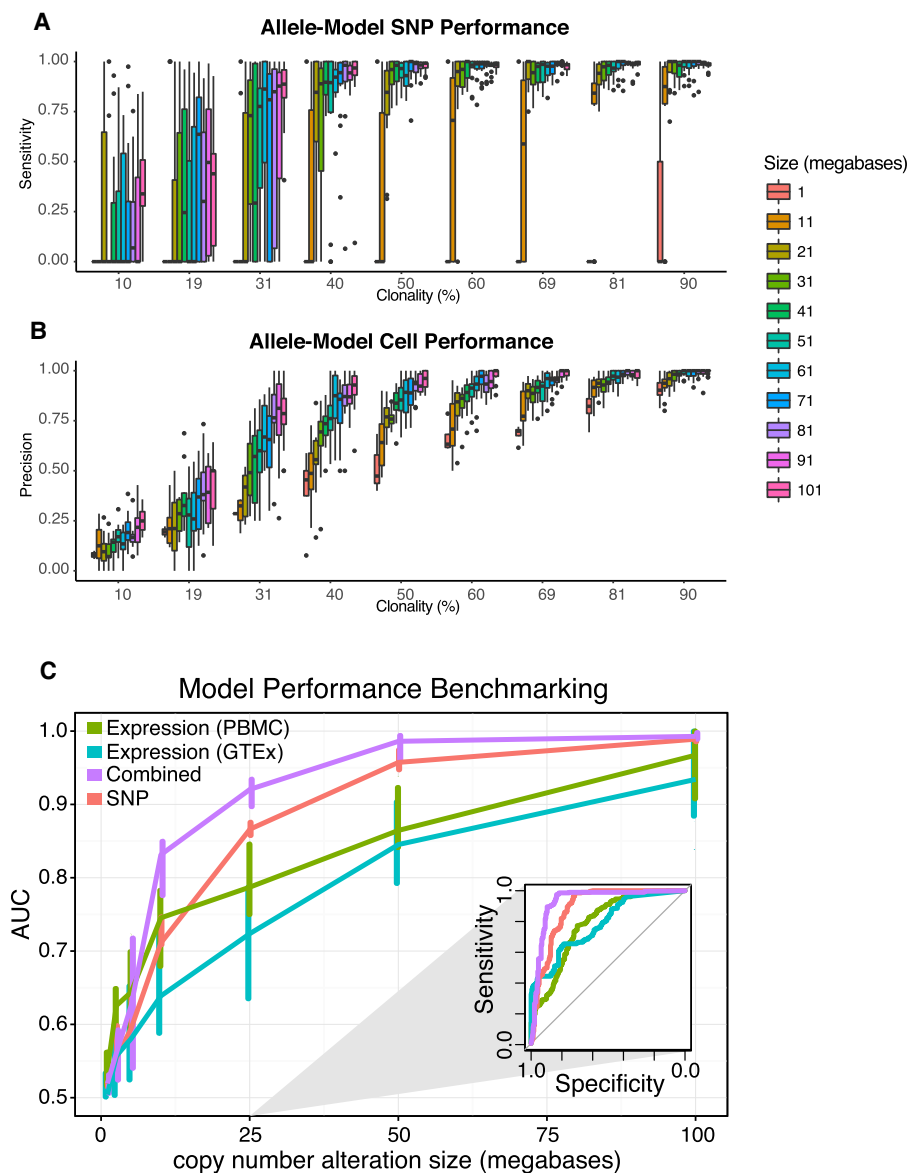 A
Allele-Model SNP Performance
Sensitivity
1.00
0.75
0.50
0.25
0.00
10 19 31 40 50 60 69 81 90
Clonality (%)
B
Allele-Model Cell Performance
Precision
1.00
0.75
0.50
0.25
0.00
10 19 31 40 50 60 69 81 90
Clonality (%)
Size (megabases)
1
11
21
31
41
51
61
71
81
91
101
C
Model Performance Benchmarking
Expression (PBMC)
Expression (GTEx)
Combined
SNP
AUC
1.0
0.9
0.8
0.7
0.6
0.5
0 25 50 75 100
copy number alteration size (megabases)
Sensitivity
1.0
0.0
1.0 0.0
Specificity